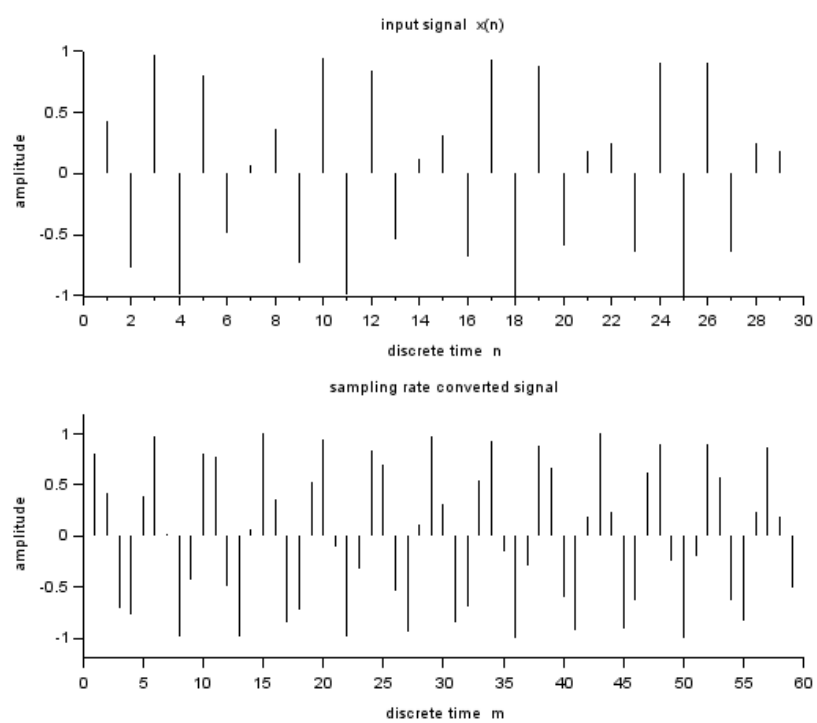 input signal x(n)
1
0.5
0
-0.5
-1
amplitude
0 2 4 6 8 10 12 14 16 18 20 22 24 26 28 30
discrete time n
sampling rate converted signal
1
0.5
0
-0.5
-1
amplitude
0 5 10 15 20 25 30 35 40 45 50 55 60
discrete time m